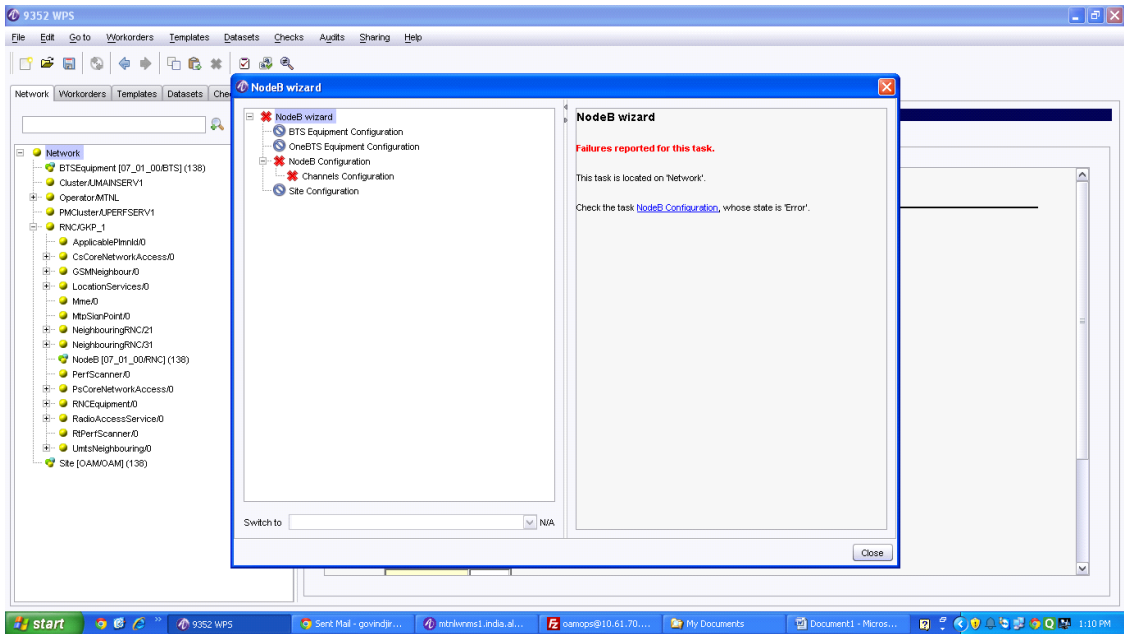 9352 WPS
File Edit Go to Workorders Templates Datasets Checks Audits Sharing Help
Network Workorders Templates Datasets Che
Network
BTSEquipment [07_01_00/BTS] (138)
Cluster/UMAINSERV1
Operator/MTNL
PMCluster/UPERFSERV1
RNC/GKP_1
ApplicablePlmnId/0
CsCoreNetworkAccess/0
GSMNeighbour/0
LocationServices/0
Mme/0
MtpSignPoint/0
NeighbouringRNC/21
NeighbouringRNC/31
NodeB [07_01_00/RNC] (138)
PerfScanner/0
PsCoreNetworkAccess/0
RNCEquipment/0
RadioAccessService/0
RtPerfScanner/0
UmtsNeighbouring/0
Site [OAM/OAM] (138)
NodeB wizard
NodeB wizard
BTS Equipment Configuration
OneBTS Equipment Configuration
NodeB Configuration
Channels Configuration
Site Configuration
Switch to N/A
NodeB wizard
Failures reported for this task.
This task is located on 'Network'.
Check the task NodeB Configuration, whose state is 'Error'.
Close
start 9352 WPS Sent Mail - govindjir... mtnlwnms1.india.al... oamops@10.61.70.... My Documents Document1 - Micros... 1:10 PM